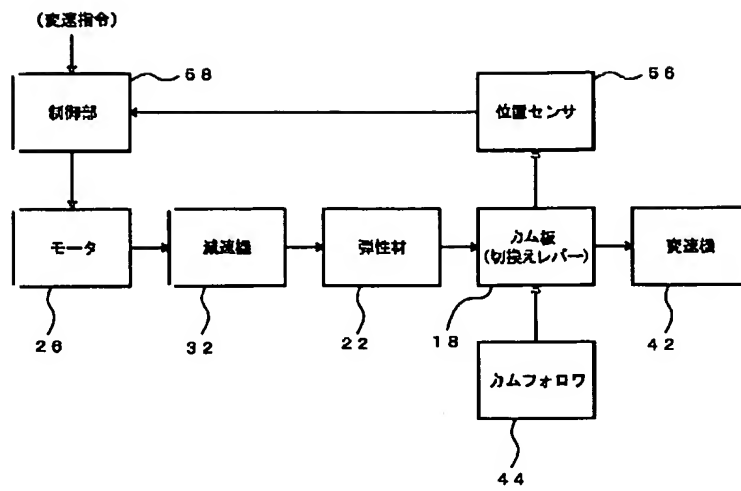 (変速指令)
58
56
制御部
位置センサ
モータ
減速機
弾性材
カム板
(切換えレバー)
変速機
26
32
22
18
42
カムフォロワ
44